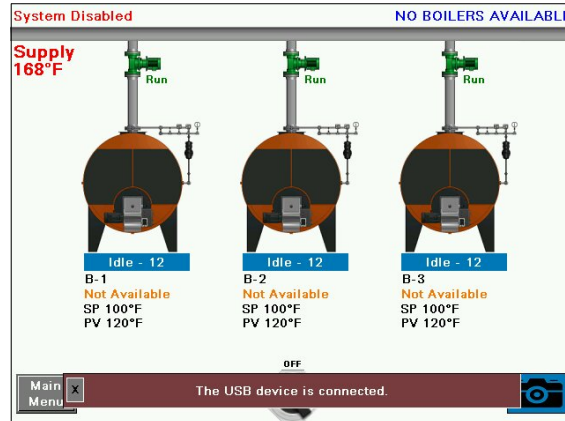 System Disabled
NO BOILERS AVAILABLE
Supply
168°F
Run
Run
Run
Idle - 12
Idle - 12
Idle - 12
B-1
Not Available
SP 100°F
PV 120°F
B-2
Not Available
SP 100°F
PV 120°F
B-3
Not Available
SP 100°F
PV 120°F
OFF
Main
Menu
X
The USB device is connected.